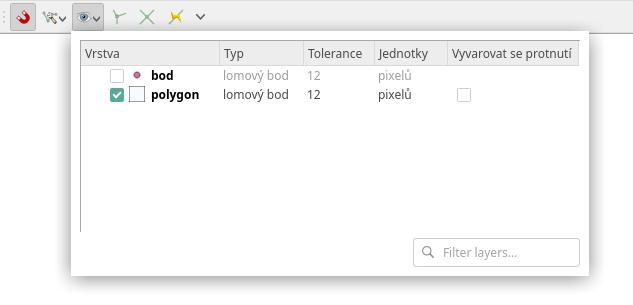 Vrstva Typ Tolerance Jednotky Vyvarovat se protnutí
bod lomový bod 12 pixelů
polygon lomový bod 12 pixelů
Filter layers...